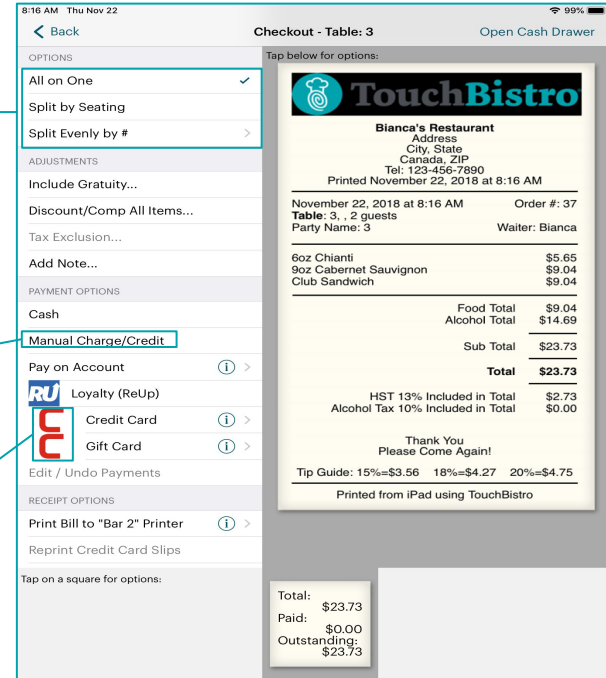 8:16 AM Thu Nov 22 99%
Back Checkout - Table: 3 Open Cash Drawer
OPTIONS
All on One
Split by Seating
Split Evenly by #
ADJUSTMENTS
Include Gratuity...
Discount/Comp All Items...
Tax Exclusion...
Add Note...
PAYMENT OPTIONS
Cash
Manual Charge/Credit
Pay on Account i
RU Loyalty (ReUp)
Credit Card i
Gift Card i
Edit / Undo Payments
RECEIPT OPTIONS
Print Bill to "Bar 2" Printer i
Reprint Credit Card Slips
Tap on a square for options:
Tap below for options:
TouchBistro
Bianca's Restaurant
Address
City, State
Canada, ZIP
Tel: 123-456-7890
Printed November 22, 2018 at 8:16 AM
November 22, 2018 at 8:16 AM Order #: 37
Table: 3, , 2 guests
Party Name: 3 Waiter: Bianca
6oz Chianti $5.65
9oz Cabernet Sauvignon $9.04
Club Sandwich $9.04
Food Total $9.04
Alcohol Total $14.69
Sub Total $23.73
Total $23.73
HST 13% Included in Total $2.73
Alcohol Tax 10% Included in Total $0.00
Thank You
Please Come Again!
Tip Guide: 15%=$3.56 18%=$4.27 20%=$4.75
Printed from iPad using TouchBistro
Total:
$23.73
Paid:
$0.00
Outstanding:
$23.73